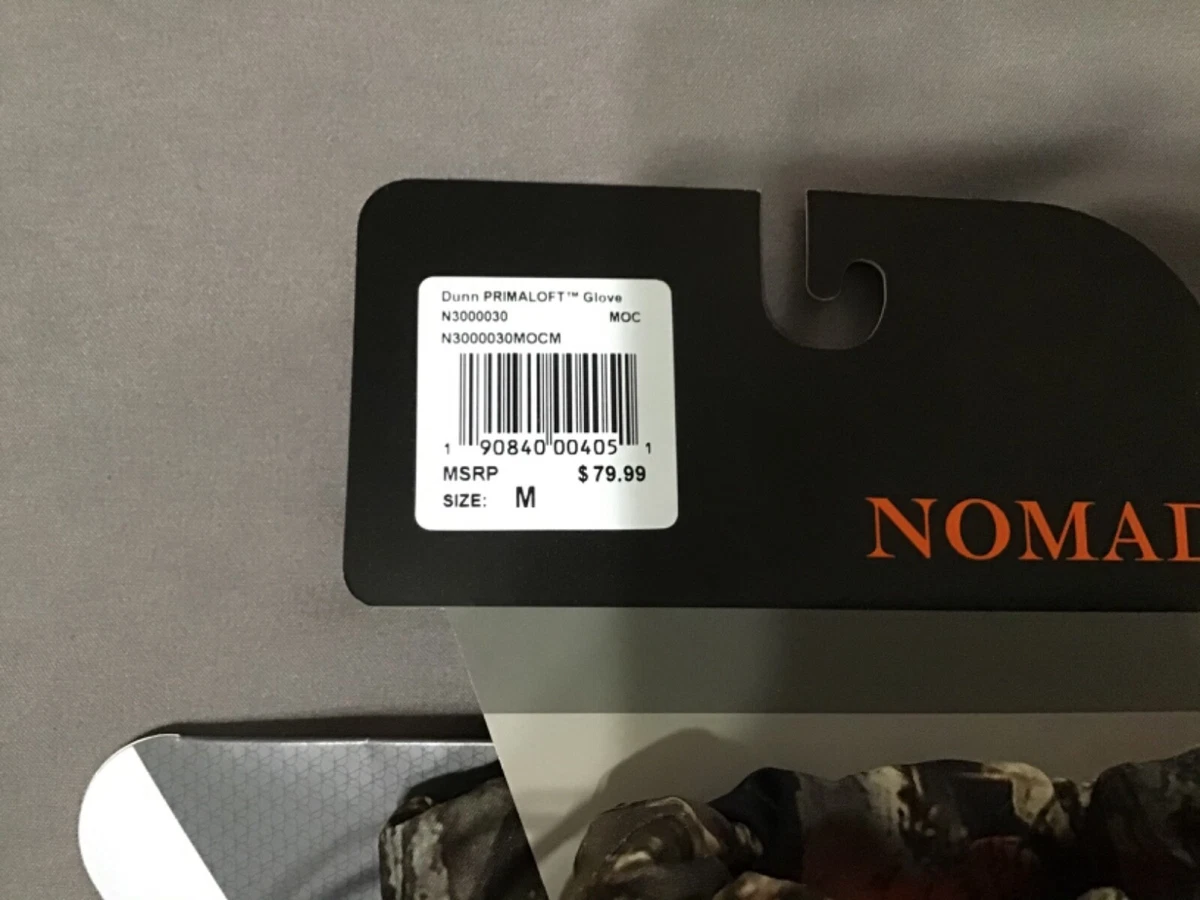 Dunn PRIMALOFT™ Glove
N3000030 MOC
N3000030MOCM
1 90840 00405 1
MSRP $79.99
SIZE: M
NOMAD